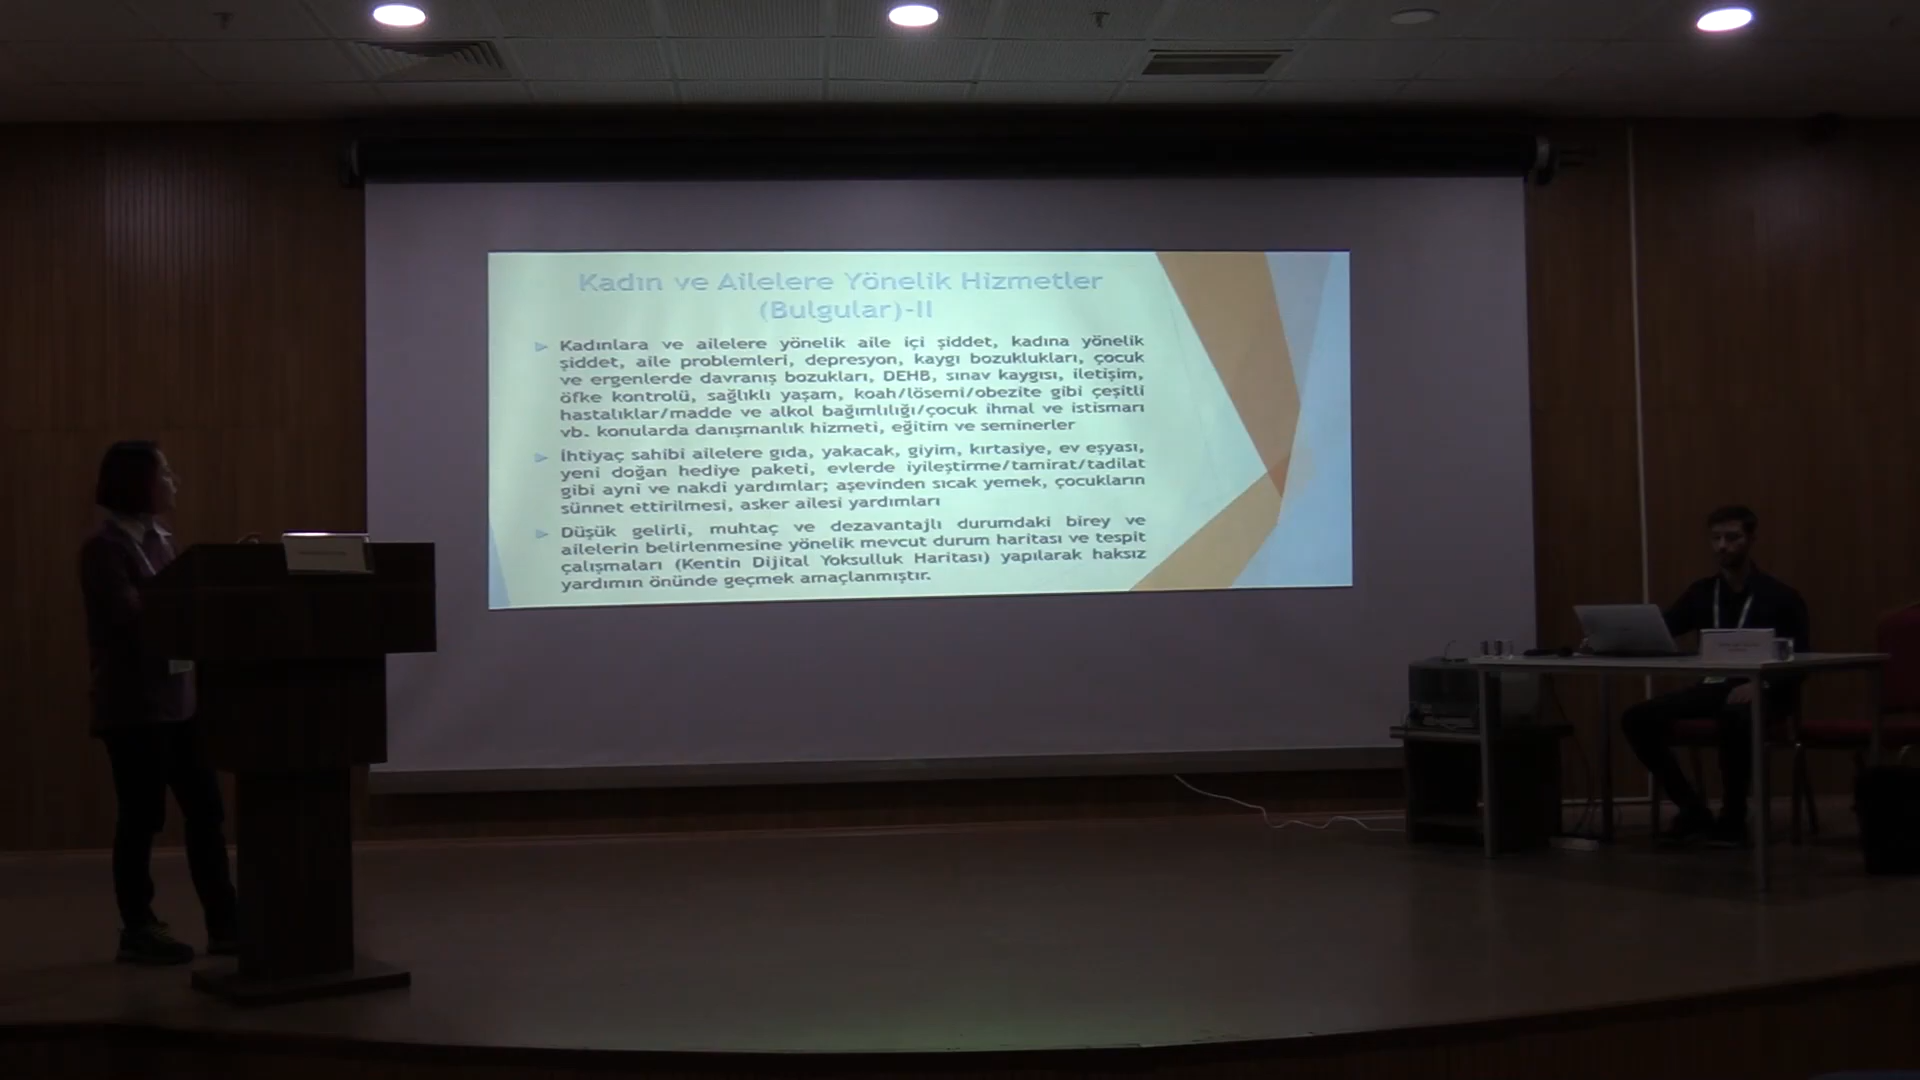 Kadın ve Ailelere Yönelik Hizmetler
(Bulgular)-II
Kadınlara ve ailelere yönelik aile içi şiddet, kadına yönelik
şiddet, aile problemleri, depresyon, kaygı bozuklukları, çocuk
ve ergenlerde davranış bozukları, DEHB, sınav kaygısı, iletişim,
öfke kontrolü, sağlıklı yaşam, koah/lösemi/obezite gibi çeşitli
hastalıklar/madde ve alkol bağımlılığı/çocuk ihmal ve istismarı
vb. konularda danışmanlık hizmeti, eğitim ve seminerler
İhtiyaç sahibi ailelere gıda, yakacak, giyim, kırtasiye, ev eşyası,
yeni doğan hediye paketi, evlerde iyileştirme/tamirat/tadilat
gibi ayni ve nakdi yardımlar; aşevinden sıcak yemek, çocukların
sünnet ettirilmesi, asker ailesi yardımları
Düşük gelirli, muhtaç ve dezavantajlı durumdaki birey ve
ailelerin belirlenmesine yönelik mevcut durum haritası ve tespit
çalışmaları (Kentin Dijital Yoksulluk Haritası) yapılarak haksız
yardımın önünde geçmek amaçlanmıştır.